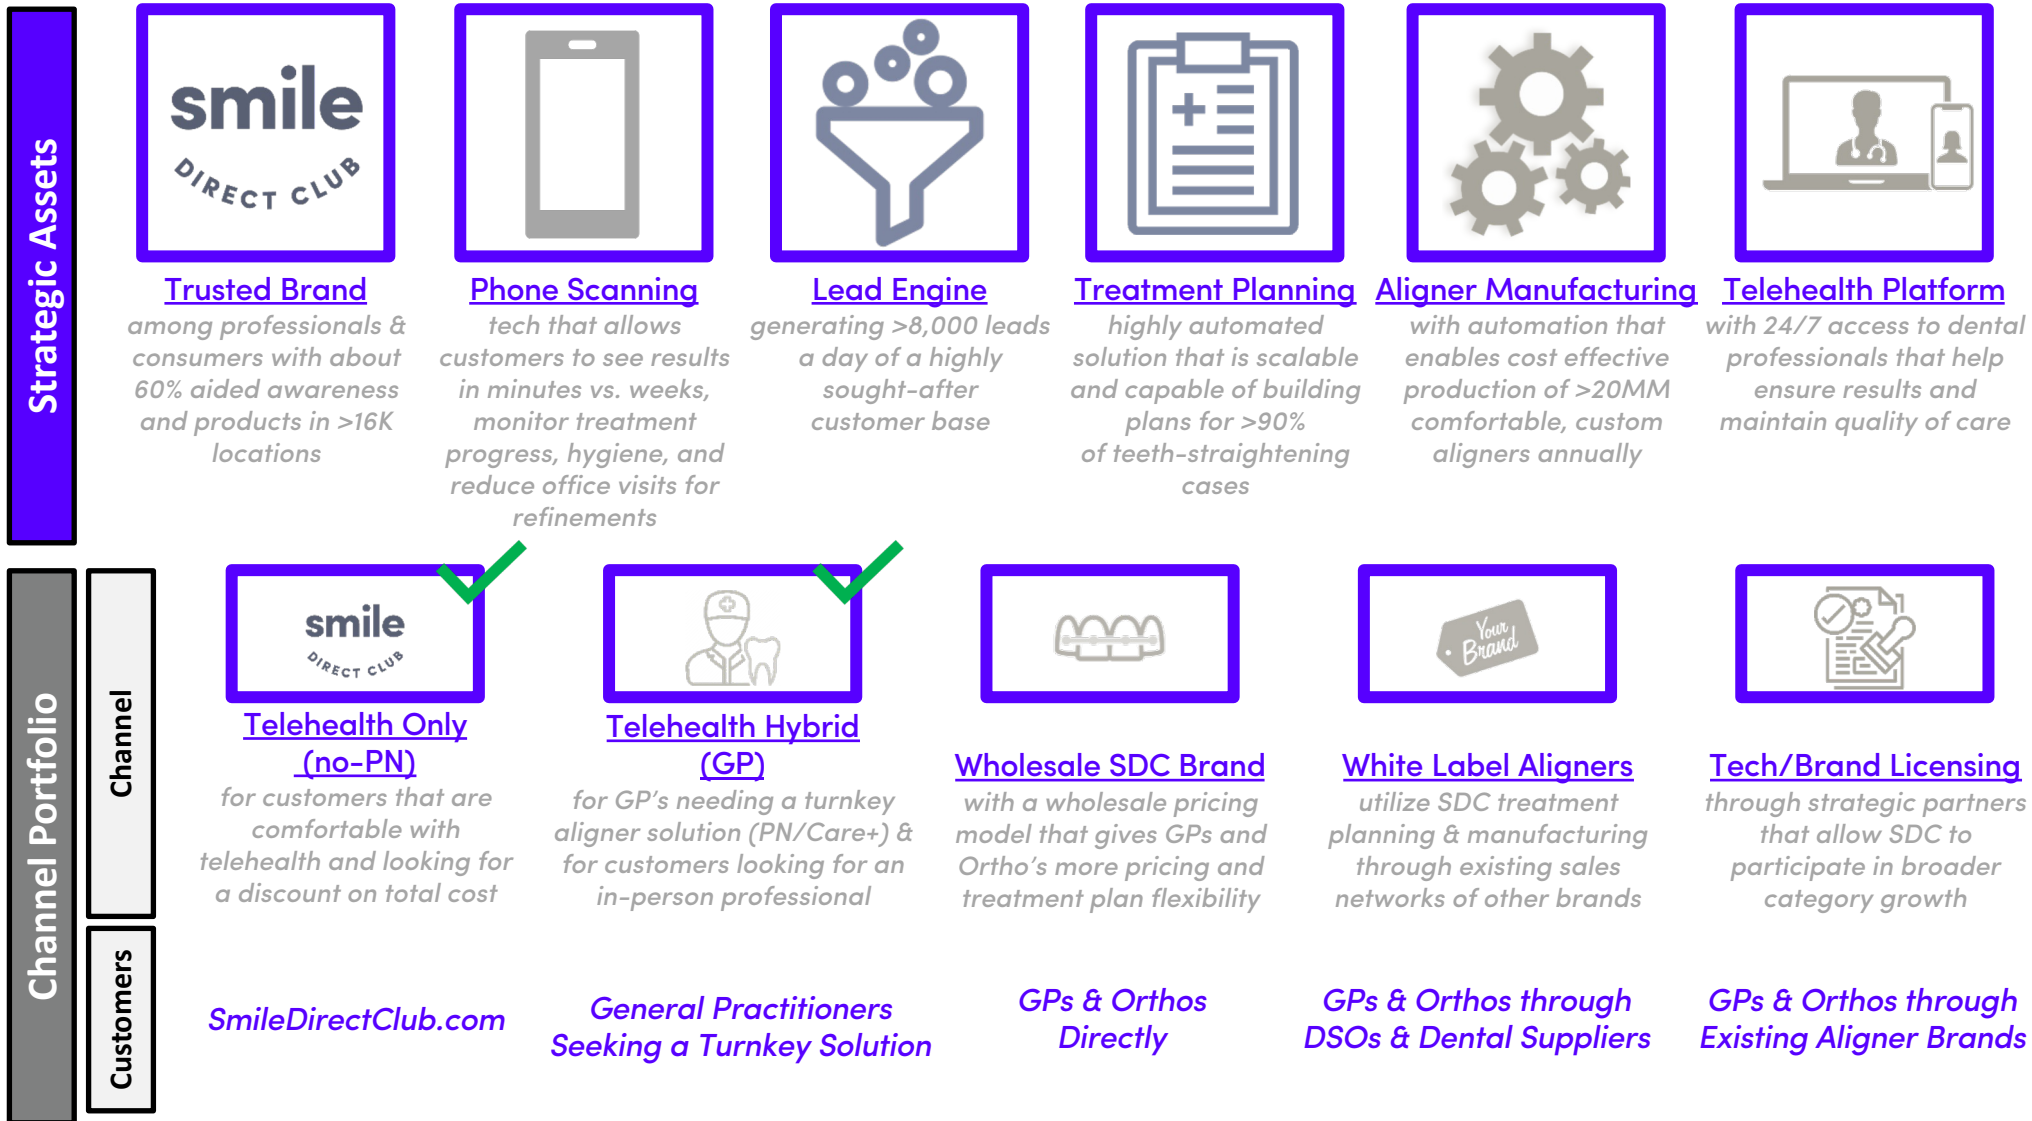 Strategic Assets
smile
DIRECT CLUB
Trusted Brand
among professionals &
consumers with about
60% aided awareness
and products in >16K
locations
Phone Scanning
tech that allows
customers to see results
in minutes vs. weeks,
monitor treatment
progress, hygiene, and
reduce office visits for
refinements
Lead Engine
generating >8,000 leads
a day of a highly
sought-after
customer base
Treatment Planning
highly automated
solution that is scalable
and capable of building
plans for >90%
of teeth-straightening
cases
Aligner Manufacturing
with automation that
enables cost effective
production of >20MM
comfortable, custom
aligners annually
Telehealth Platform
with 24/7 access to dental
professionals that help
ensure results and
maintain quality of care
Channel Portfolio
Channel
smile
DIRECT CLUB
Telehealth Only
(no-PN)
for customers that are
comfortable with
telehealth and looking for
a discount on total cost
Telehealth Hybrid
(GP)
for GP's needing a turnkey
aligner solution (PN/Care+) &
for customers looking for an
in-person professional
Wholesale SDC Brand
with a wholesale pricing
model that gives GPs and
Ortho's more pricing and
treatment plan flexibility
Your
Brand
White Label Aligners
utilize SDC treatment
planning & manufacturing
through existing sales
networks of other brands
Tech/Brand Licensing
through strategic partners
that allow SDC to
participate in broader
category growth
Customers
SmileDirectClub.com
General Practitioners
Seeking a Turnkey Solution
GPs & Orthos
Directly
GPs & Orthos through
DSOs & Dental Suppliers
GPs & Orthos through
Existing Aligner Brands